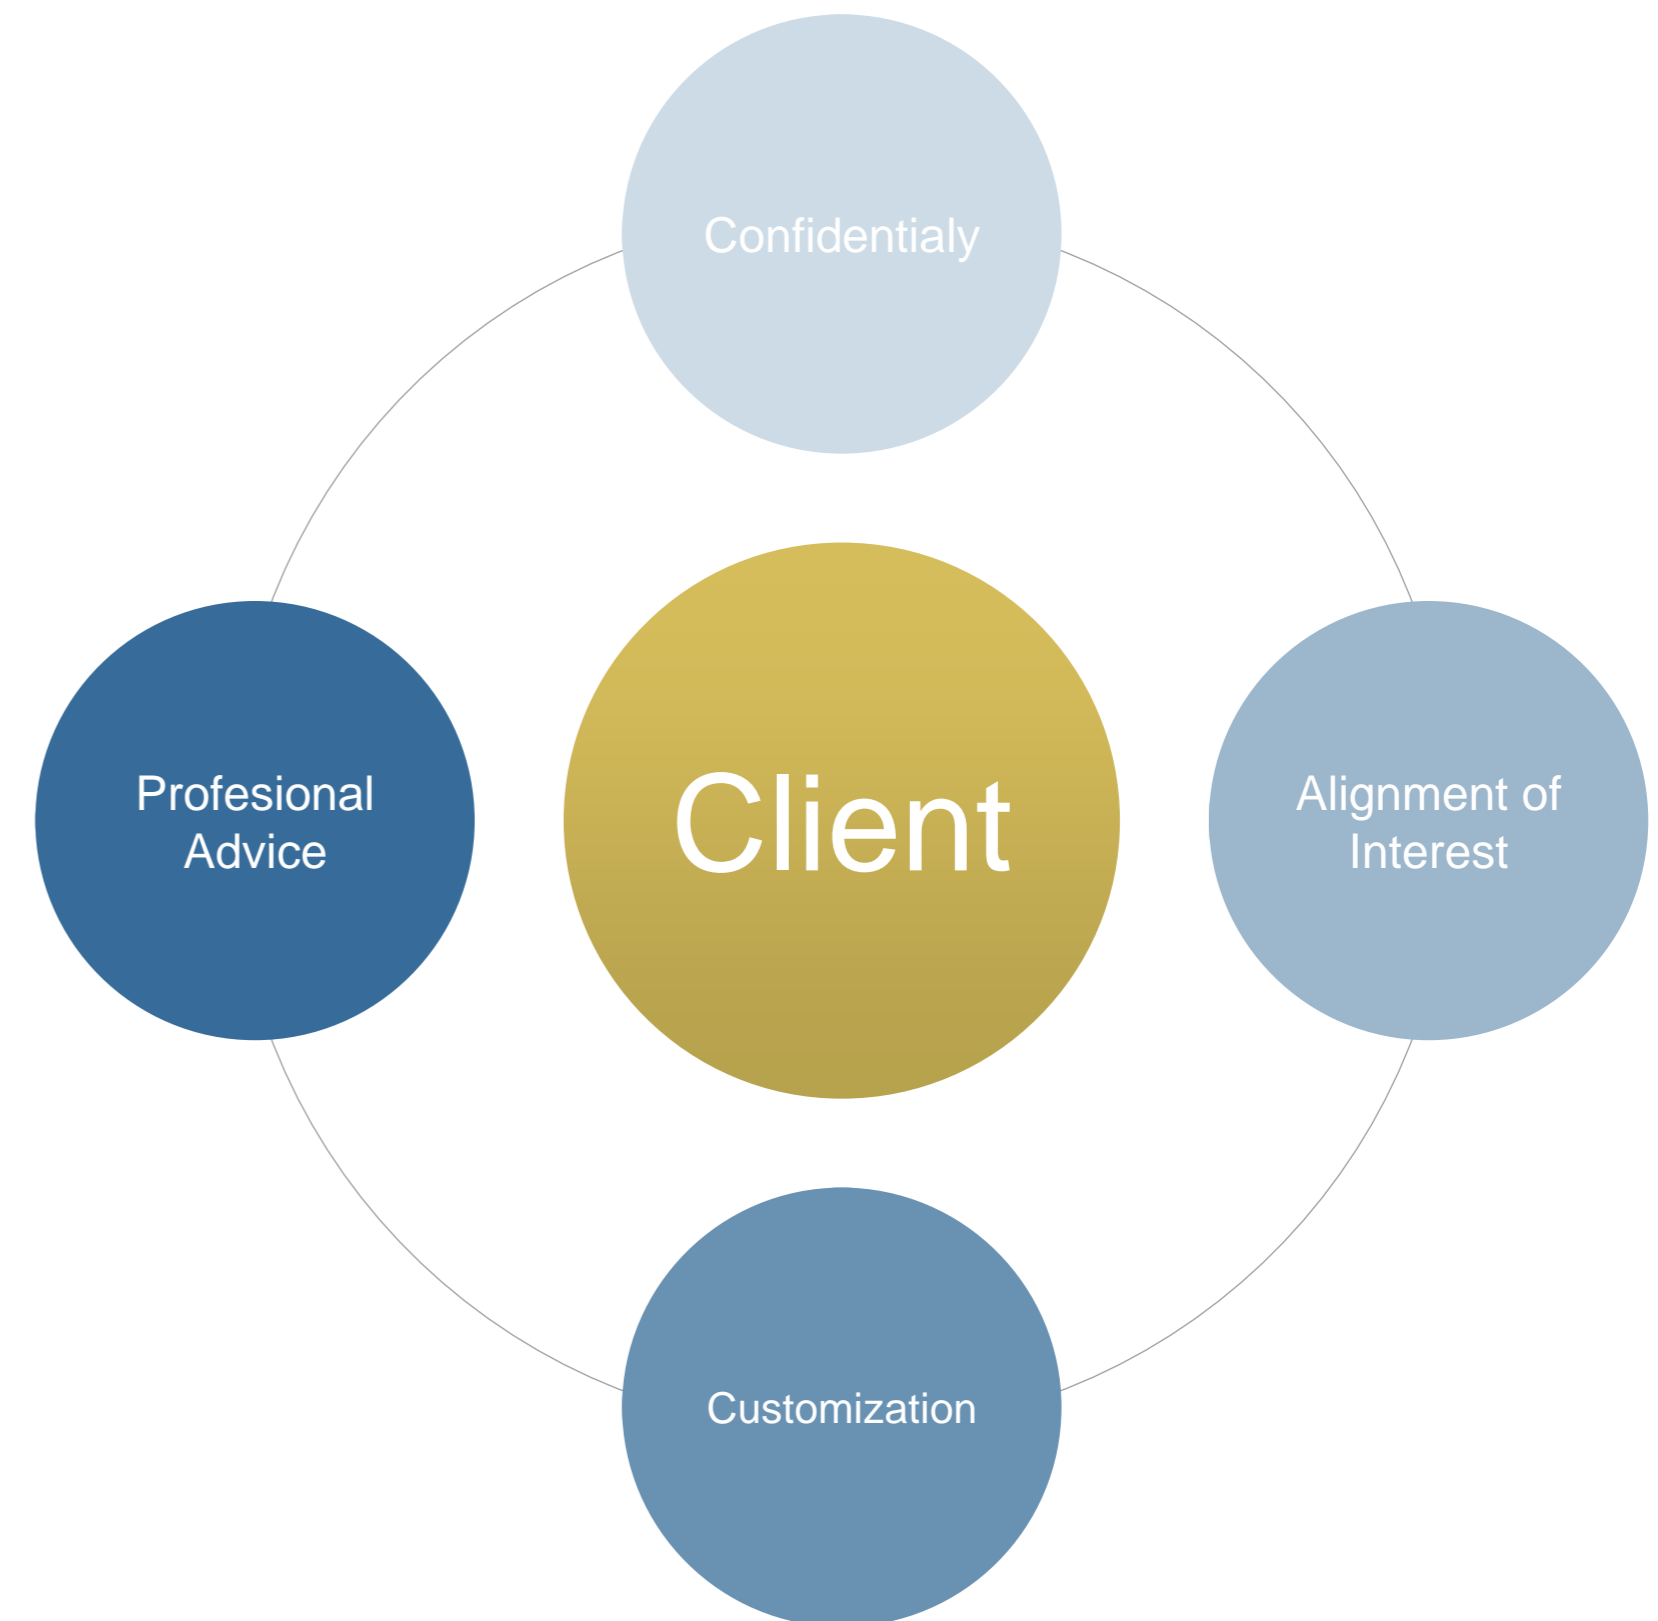 Confidentialy
Profesional
Advice
Client
Alignment of
Interest
Customization